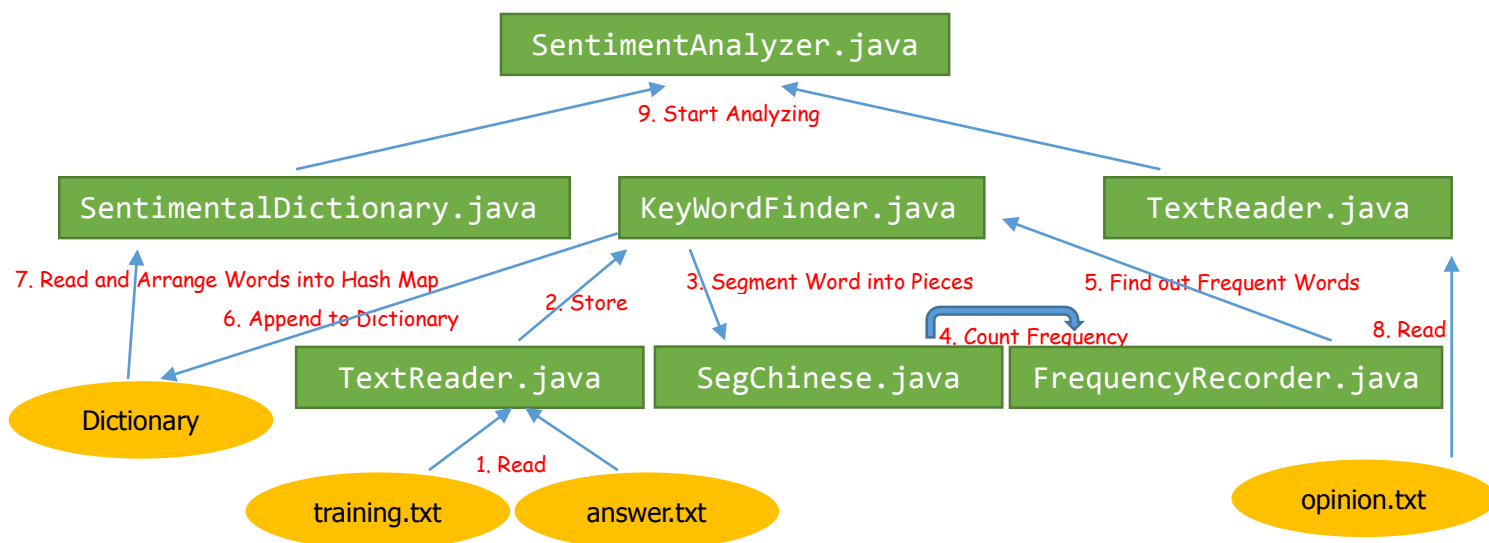 SentimentAnalyzer.java
9. Start Analyzing
SentimentalDictionary.java
KeyWordFinder.java
TextReader.java
7. Read and Arrange Words into Hash Map
3. Segment Word into Pieces
5. Find out Frequent Words
2. Store
6. Append to Dictionary
4. Count Frequency
8. Read
TextReader.java
SegChinese.java
FrequencyRecorder.java
Dictionary
1. Read
training.txt
answer.txt
opinion.txt